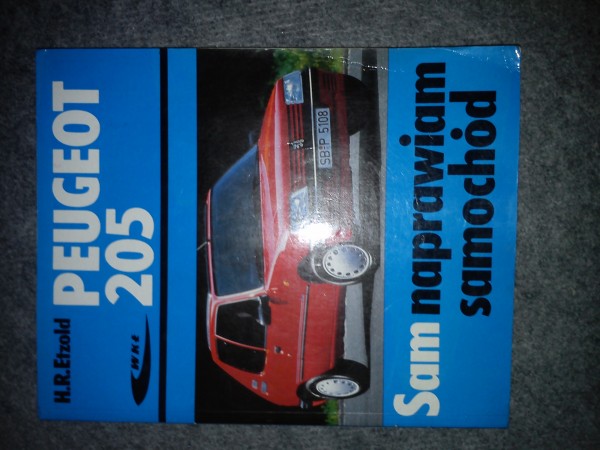 H.R.Etzold
PEUGEOT
205
WKŁ
SB-P 5108
Sam naprawiam
samochód